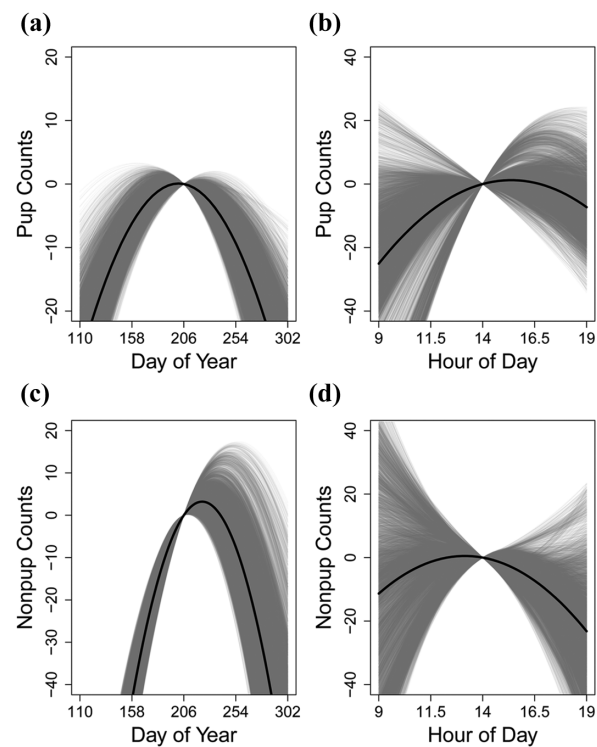 (a)
Pup Counts
20
10
0
-10
-20
110 158 206 254 302
Day of Year
(b)
Pup Counts
40
20
0
-20
-40
9 11.5 14 16.5 19
Hour of Day
(c)
Nonpup Counts
20
10
0
-10
-20
-30
-40
110 158 206 254 302
Day of Year
(d)
Nonpup Counts
40
20
0
-20
-40
9 11.5 14 16.5 19
Hour of Day